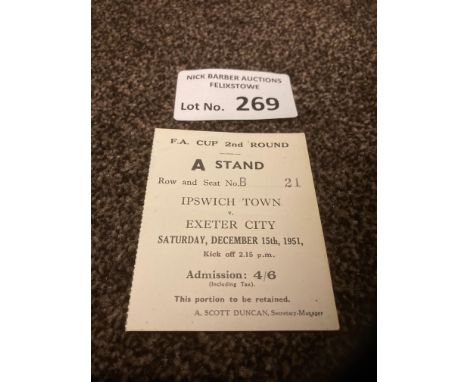 NICK BARBER AUCTIONS
FELIXSTOWE
Lot No. 269
F.A. CUP 2nd ROUND
A STAND
Row and Seat No. B 21
IPSWICH TOWN
v.
EXETER CITY
SATURDAY, DECEMBER 15th, 1951,
Kick off 2.15 p.m.
Admission: 4/6
(Including Tax).
This portion to be retained.
A. SCOTT DUNCAN, Secretary-Manager